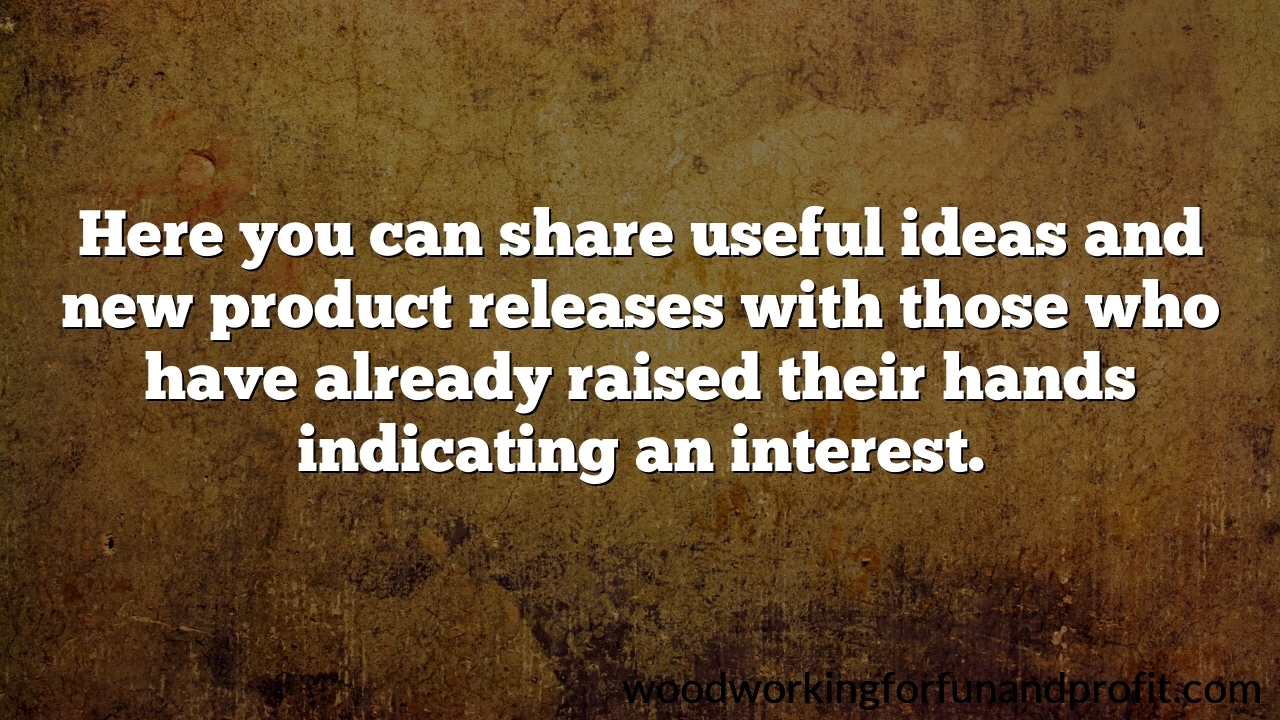 Here you can share useful ideas and
new product releases with those who
have already raised their hands
indicating an interest.
woodworkingforfunandprofit.com